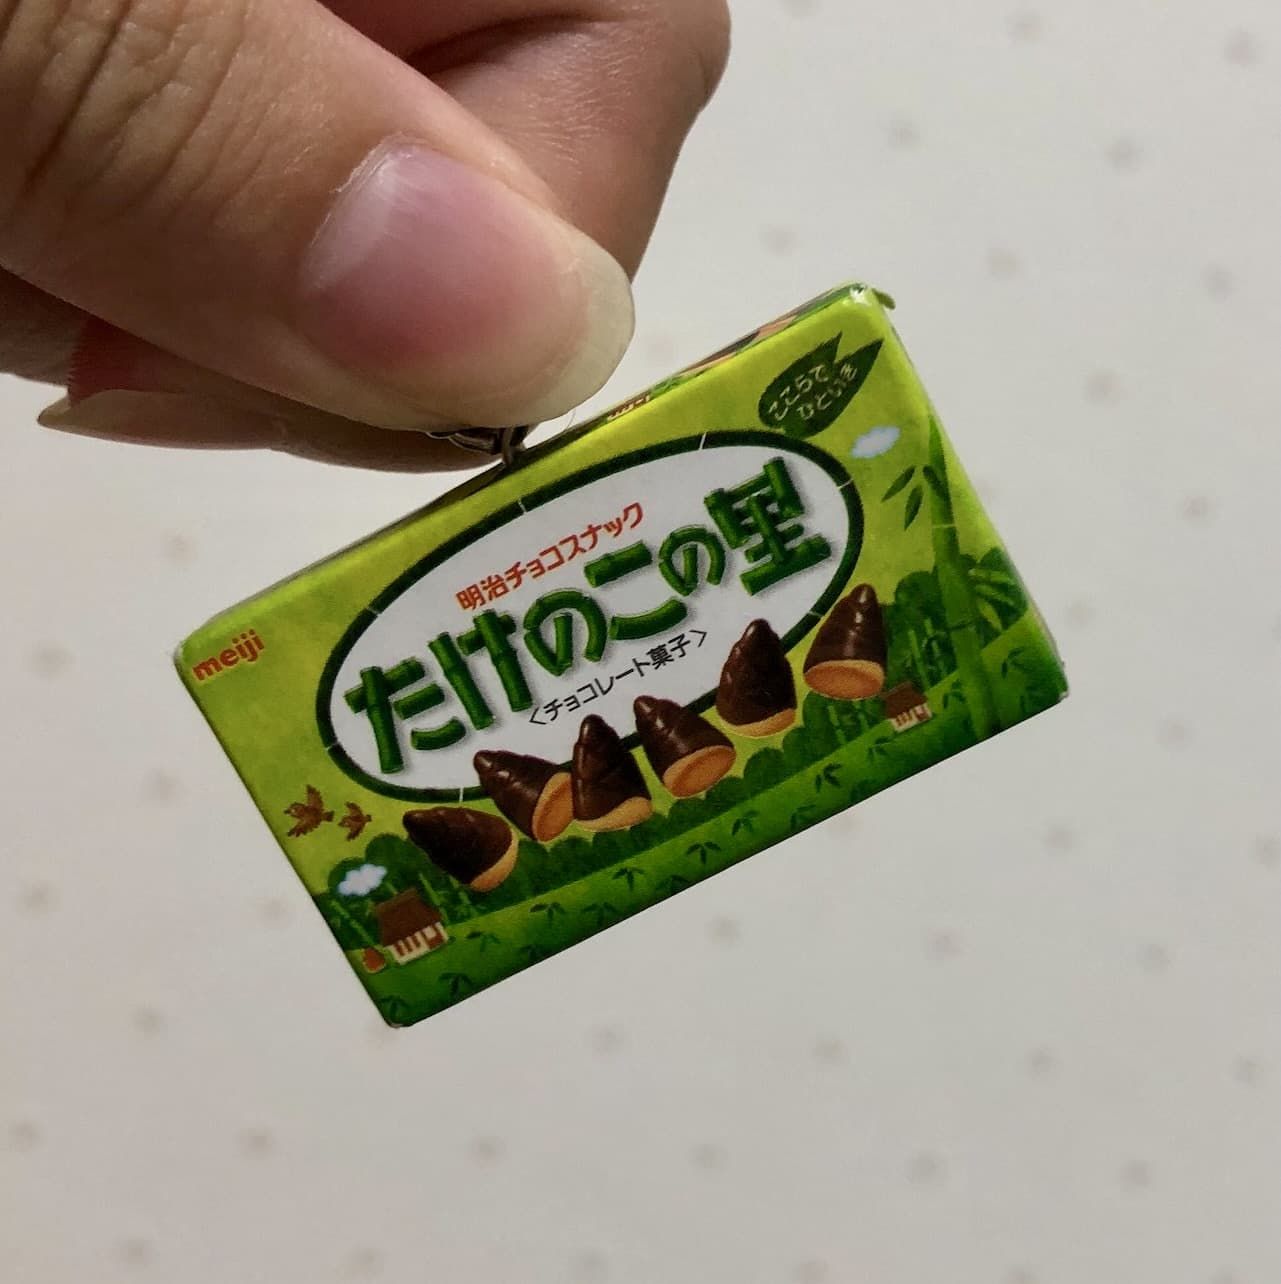 ここらで
ひといき
明治チョコスナック
たけのこの里
〈チョコレート菓子〉
meiji